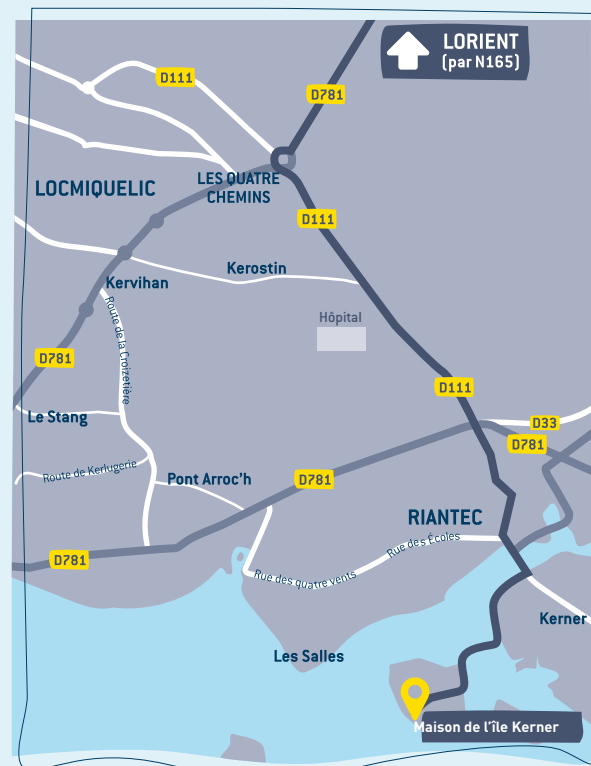 LORIENT
(par N165)
D111
D781
LES QUATRE
CHEMINS
LOCMIQUELIC
D111
Kerostin
Kervihan
Route de la Croizetière
Hôpital
D781
D111
Le Stang
D33
D781
Route de Kerlugerie
Pont Arroc'h
D781
RIANTEC
Rue des Écoles
D781
Rue des quatre vents
Kerner
Les Salles
Maison de l'île Kerner